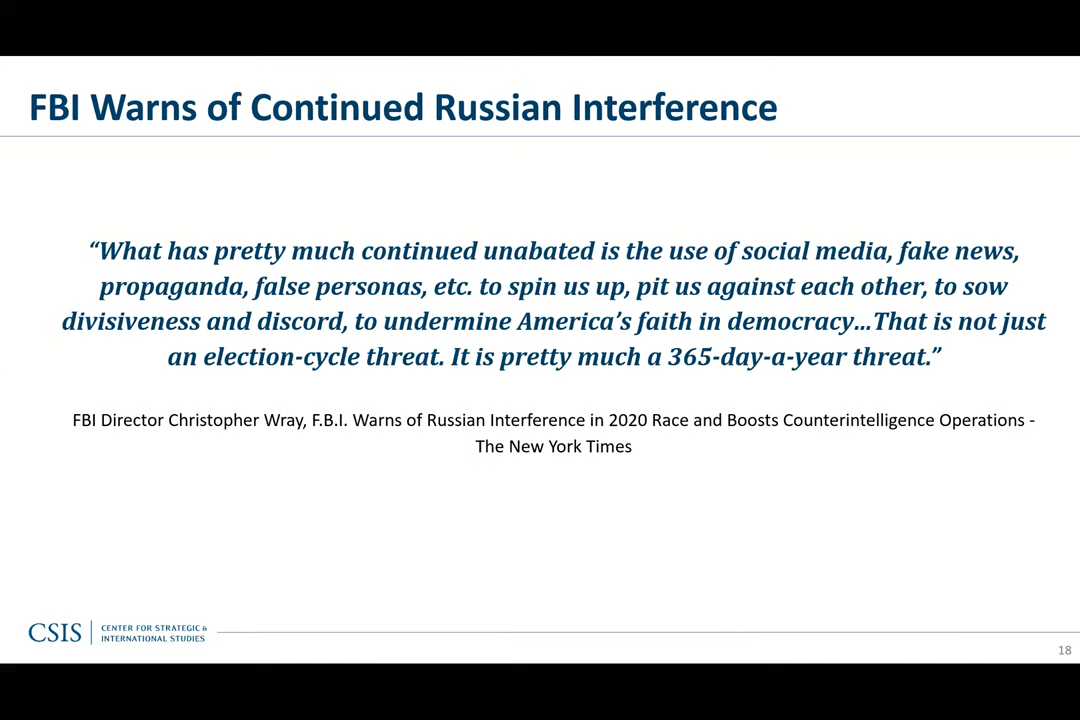 FBI Warns of Continued Russian Interference
“What has pretty much continued unabated is the use of social media, fake news,
propaganda, false personas, etc. to spin us up, pit us against each other, to sow
divisiveness and discord, to undermine America’s faith in democracy…That is not just
an election-cycle threat. It is pretty much a 365-day-a-year threat.”
FBI Director Christopher Wray, F.B.I. Warns of Russian Interference in 2020 Race and Boosts Counterintelligence Operations -
The New York Times
CSIS
CENTER FOR STRATEGIC &
INTERNATIONAL STUDIES
18